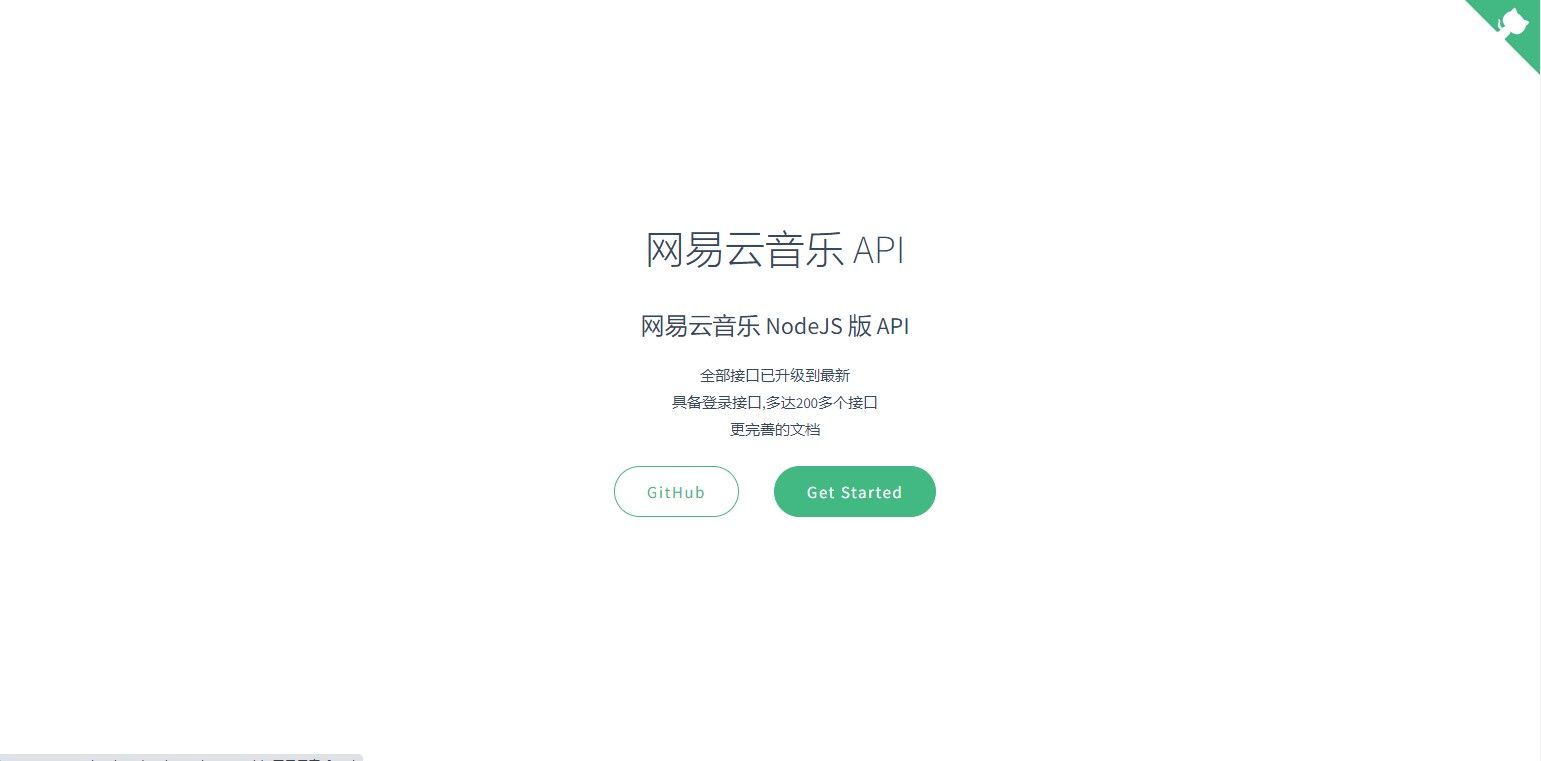 网易云音乐 API
网易云音乐 NodeJS 版 API
全部接口已升级到最新
具备登录接口,多达200多个接口
更完善的文档
GitHub
Get Started